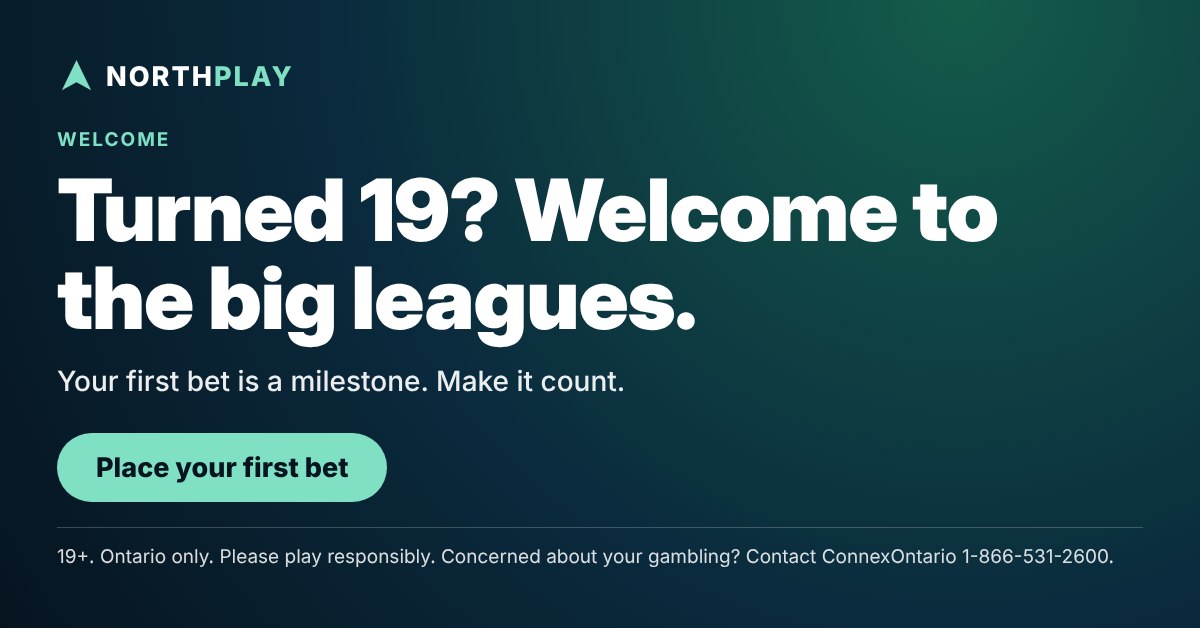 NORTHPLAY
WELCOME
Turned 19? Welcome to
the big leagues.
Your first bet is a milestone. Make it count.
Place your first bet
19+. Ontario only. Please play responsibly. Concerned about your gambling? Contact ConnexOntario 1-866-531-2600.